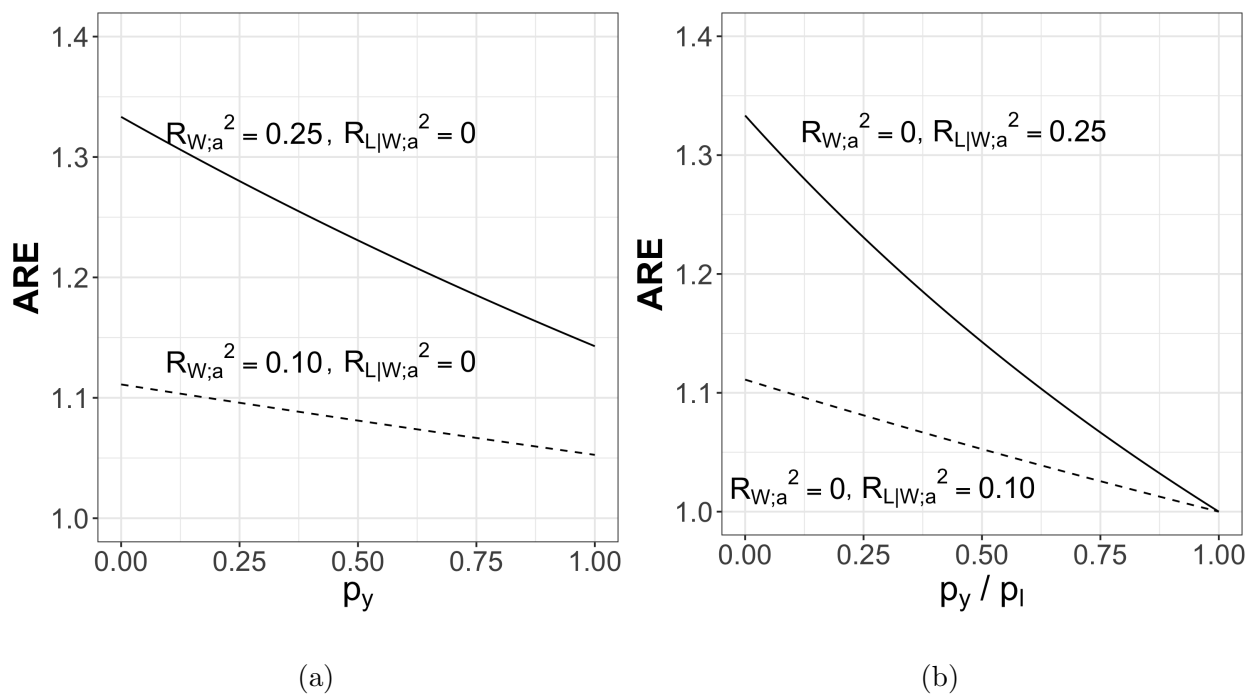 1.4
1.3
1.2
1.1
1.0
ARE
R_{W;a}² = 0.25, R_{L|W;a}² = 0
R_{W;a}² = 0.10, R_{L|W;a}² = 0
0.00 0.25 0.50 0.75 1.00
p_y
(a)
1.4
1.3
1.2
1.1
1.0
ARE
R_{W;a}² = 0, R_{L|W;a}² = 0.25
R_{W;a}² = 0, R_{L|W;a}² = 0.10
0.00 0.25 0.50 0.75 1.00
p_y / p_l
(b)